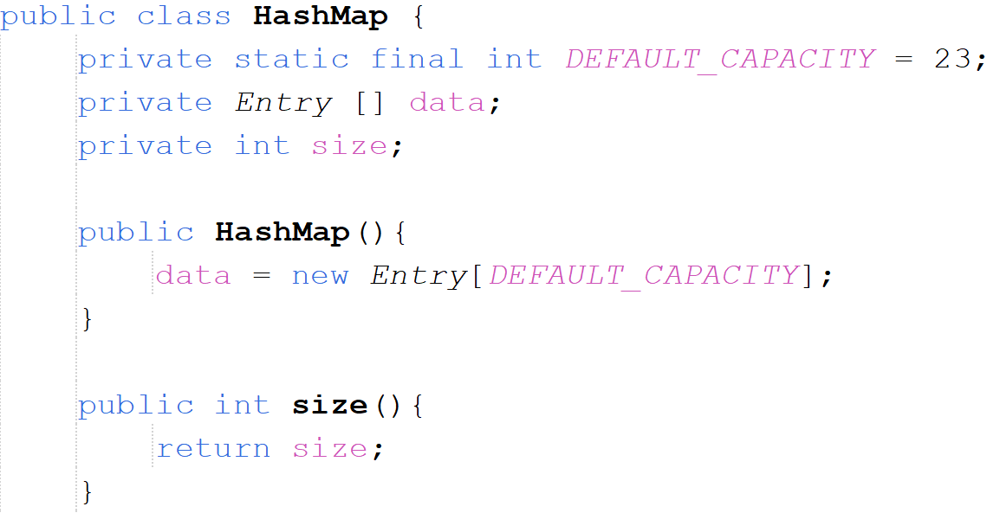 public class HashMap {
private static final int DEFAULT_CAPACITY = 23;
private Entry [] data;
private int size;
public HashMap(){
data = new Entry[DEFAULT_CAPACITY];
}
public int size(){
return size;
}